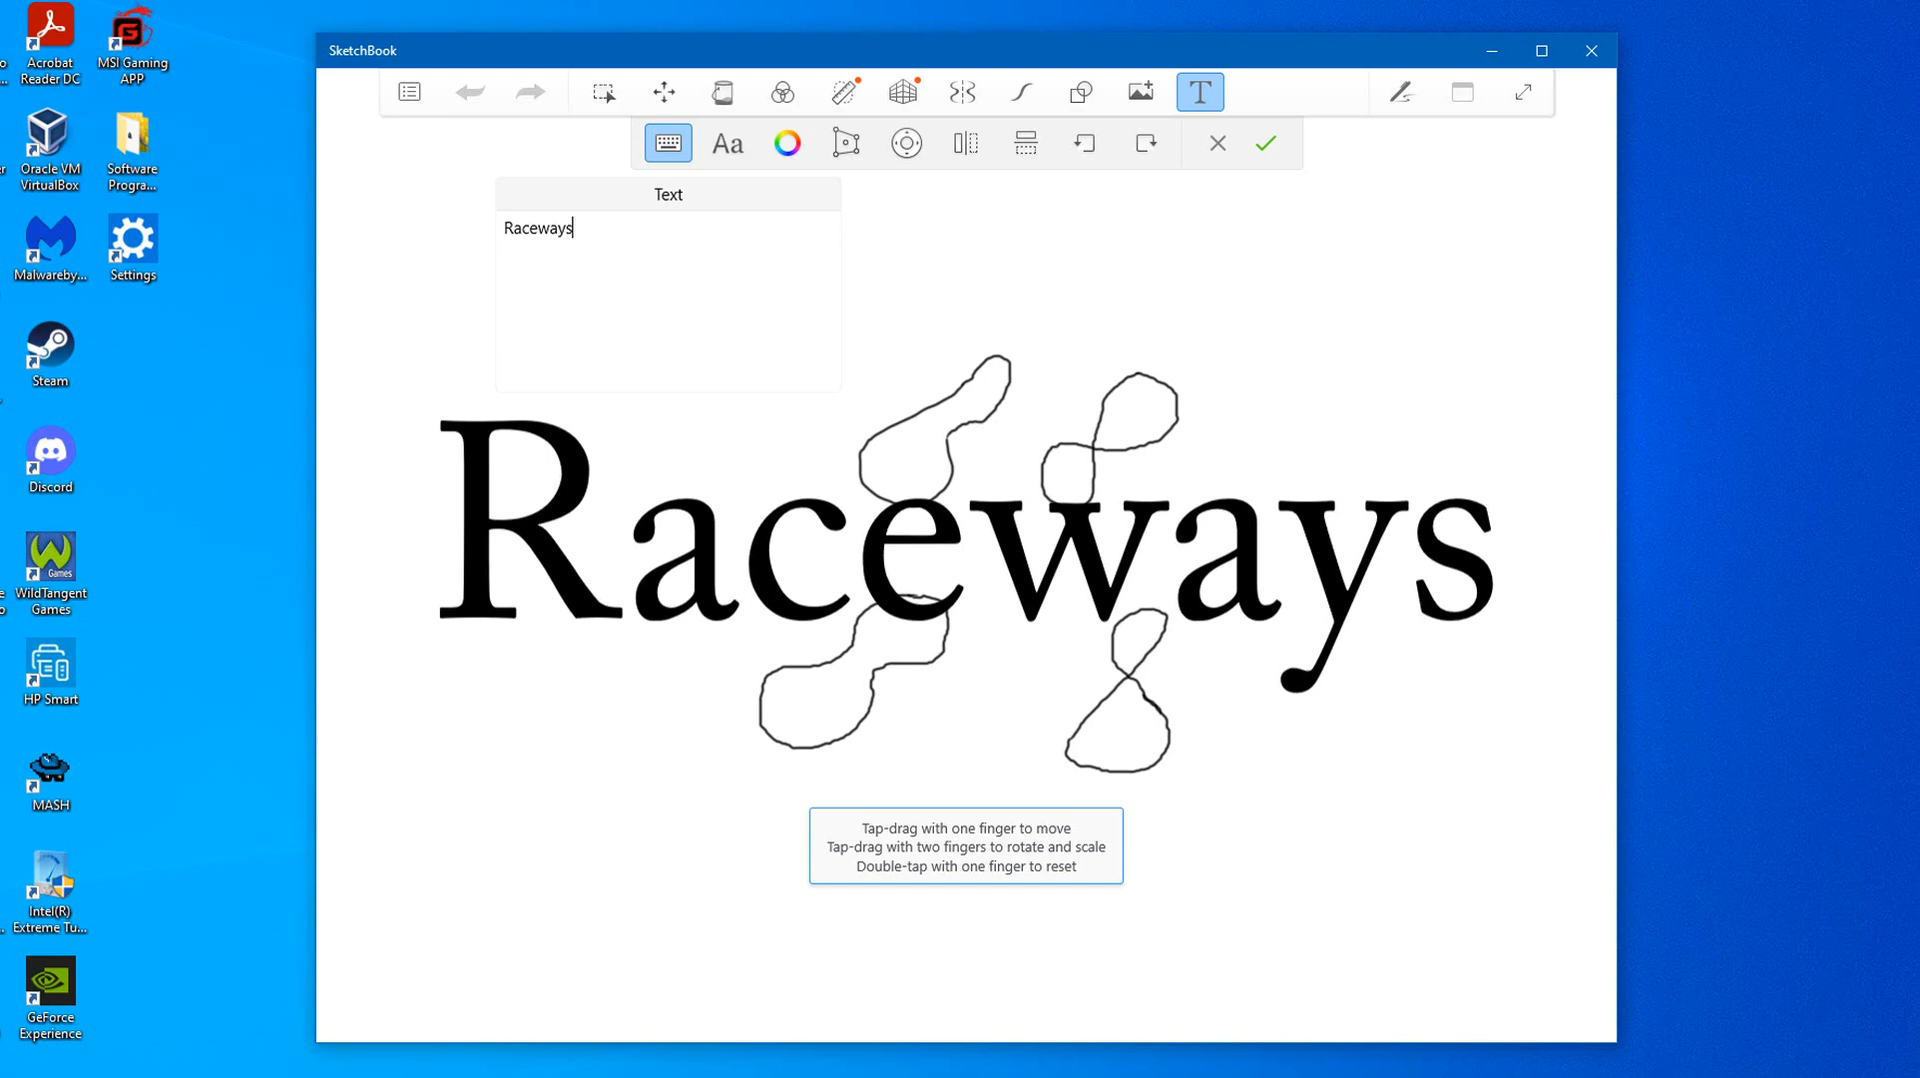 SketchBook
Acrobat
Reader DC
MSI Gaming
APP
Oracle VM
VirtualBox
Software
Progra...
Malwareby...
Settings
Steam
Discord
Games
WildTangent
Games
HP Smart
MASH
Intel(R)
Extreme Tu...
GeForce
Experience
T
Aa
Text
Raceways
Raceways
Tap-drag with one finger to move
Tap-drag with two fingers to rotate and scale
Double-tap with one finger to reset